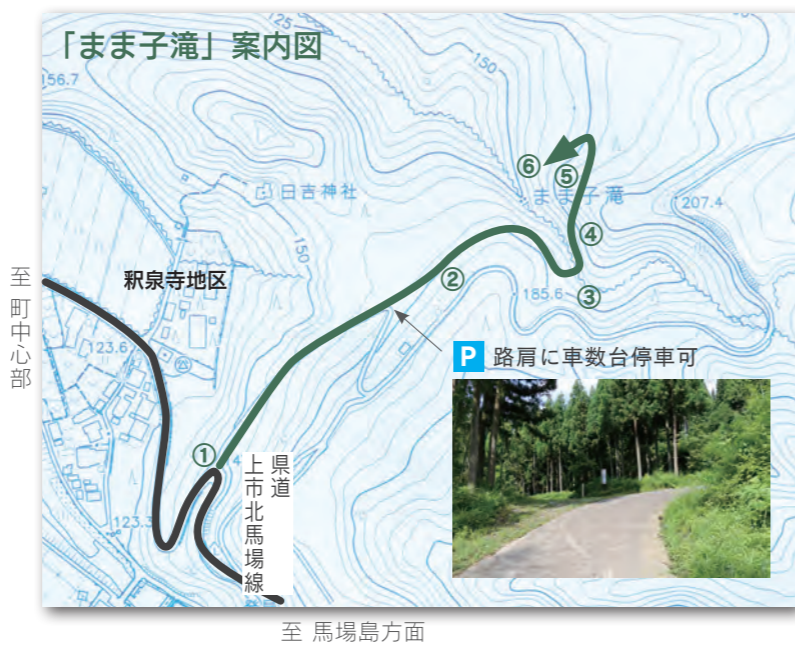 「まま子滝」案内図
125
150
156.7
⑥
⑤
まま子滝
日吉神社
207.4
④
150
至 町中心部
釈泉寺地区
②
185.6
③
123.6
P 路肩に車数台停車可
①
県道
上市北馬場線
123.3
至 馬場島方面